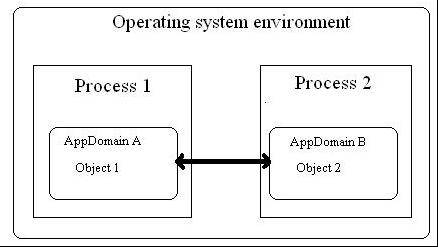 Operating system environment
Process 1
Process 2
AppDomain A
Object 1
AppDomain B
Object 2